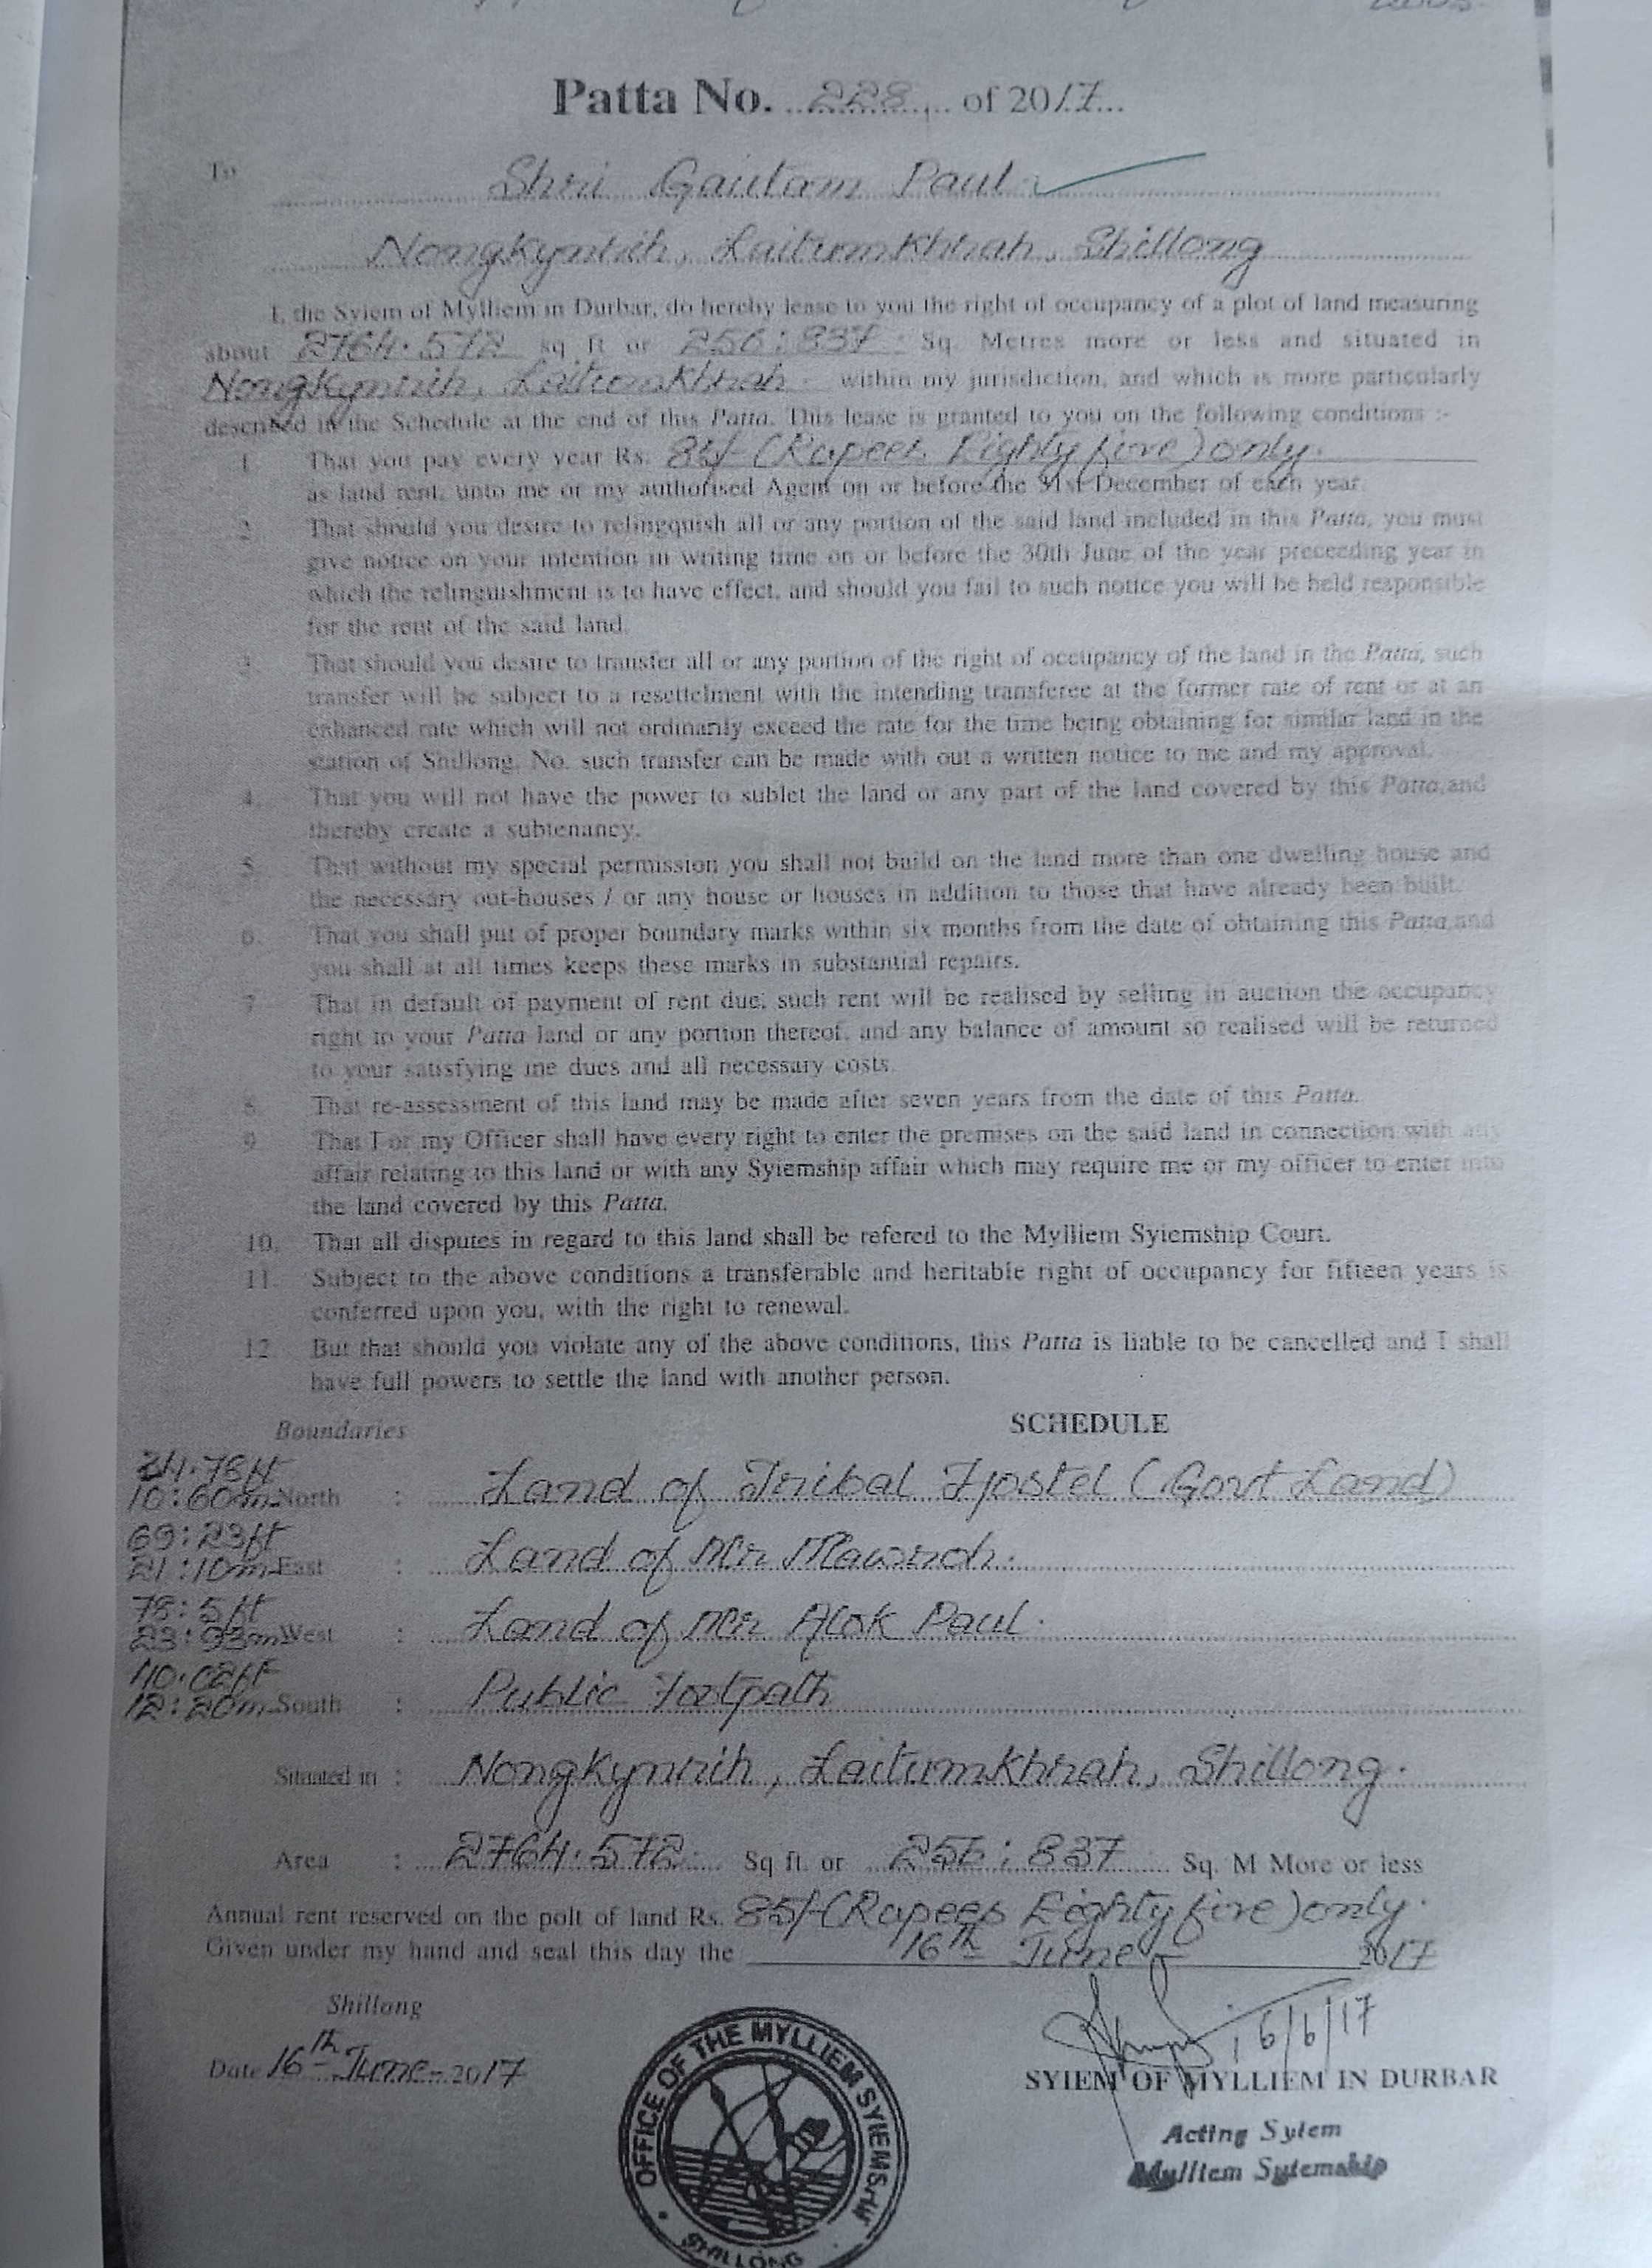 Patta No. 228 of 2017
To
Shri Gautam Paul
Nongkynrih, Laitumkhrah, Shillong
I, the Syiem of Mylliem in Durbar, do hereby lease to you the right of occupancy of a plot of land measuring
about 2764.572 sq ft or 256:837 Sq. Metres more or less and situated in
Nongkynrih, Laitumkhrah. within my jurisdiction, and which is more particularly
described in the Schedule at the end of this Patta. This lease is granted to you on the following conditions :-
1. That you pay every year Rs. 85/- (Rupees Eighty five) only.
as land rent, unto me or my authorised Agent on or before the 31st December of each year.
2. That should you desire to relingquish all or any portion of the said land included in this Patta, you must
give notice on your intention in writing time on or before the 30th June of the year preceeding year in
which the relinguishment is to have effect, and should you fail to such notice you will be held responsible
for the rent of the said land.
3. That should you desire to transfer all or any portion of the right of occupancy of the land in the Patta, such
transfer will be subject to a resettelment with the intending transferee at the former rate of rent or at an
enhanced rate which will not ordinarily exceed the rate for the time being obtaining for similar land in the
station of Shillong. No. such transfer can be made with out a written notice to me and my approval.
4. That you will not have the power to sublet the land or any part of the land covered by this Patta,and
thereby create a subtenancy.
5. That without my special permission you shall not build on the land more than one dwelling house and
the necessary out-houses / or any house or houses in addition to those that have already been built.
6. That you shall put of proper boundary marks within six months from the date of obtaining this Patta,and
you shall at all times keeps these marks in substantial repairs.
7. That in default of payment of rent due, such rent will be realised by selling in auction the occupancy
right to your Patta land or any portion thereof, and any balance of amount so realised will be returned
to your satisfying me dues and all necessary costs.
8. That re-assessment of this land may be made after seven years from the date of this Patta.
9. That I or my Officer shall have every right to enter the premises on the said land in connection with any
affair relating to this land or with any Syiemship affair which may require me or my officer to enter into
the land covered by this Patta.
10. That all disputes in regard to this land shall be refered to the Mylliem Syiemship Court.
11. Subject to the above conditions a transferable and heritable right of occupancy for fifteen years is
conferred upon you, with the right to renewal.
12. But that should you violate any of the above conditions, this Patta is liable to be cancelled and I shall
have full powers to settle the land with another person.
Boundaries SCHEDULE
34.78ft
10:60m North : Land of Tribal Hostel (Govt Land)
69:23ft
21:10m East : Land of Mr
78:5 ft
23:93m West : Land of Mr Alok Paul.
40.02ft
12:20m South : Public Footpath
Situated in : Nongkynrih, Laitumkhrah, Shillong.
Area : 2764.572 Sq ft. or 256:837 Sq. M More or less
Annual rent reserved on the polt of land Rs. 85/- (Rupees Eighty five) only.
Given under my hand and seal this day the 16th June 2017
Shillong
Date 16th June 2017
16/6/17
SYIEM OF MYLLIEM IN DURBAR
Acting Syiem
Mylliem Syiemship
OFFICE OF THE MYLLIEM SYIEMSHIP
SHILLONG